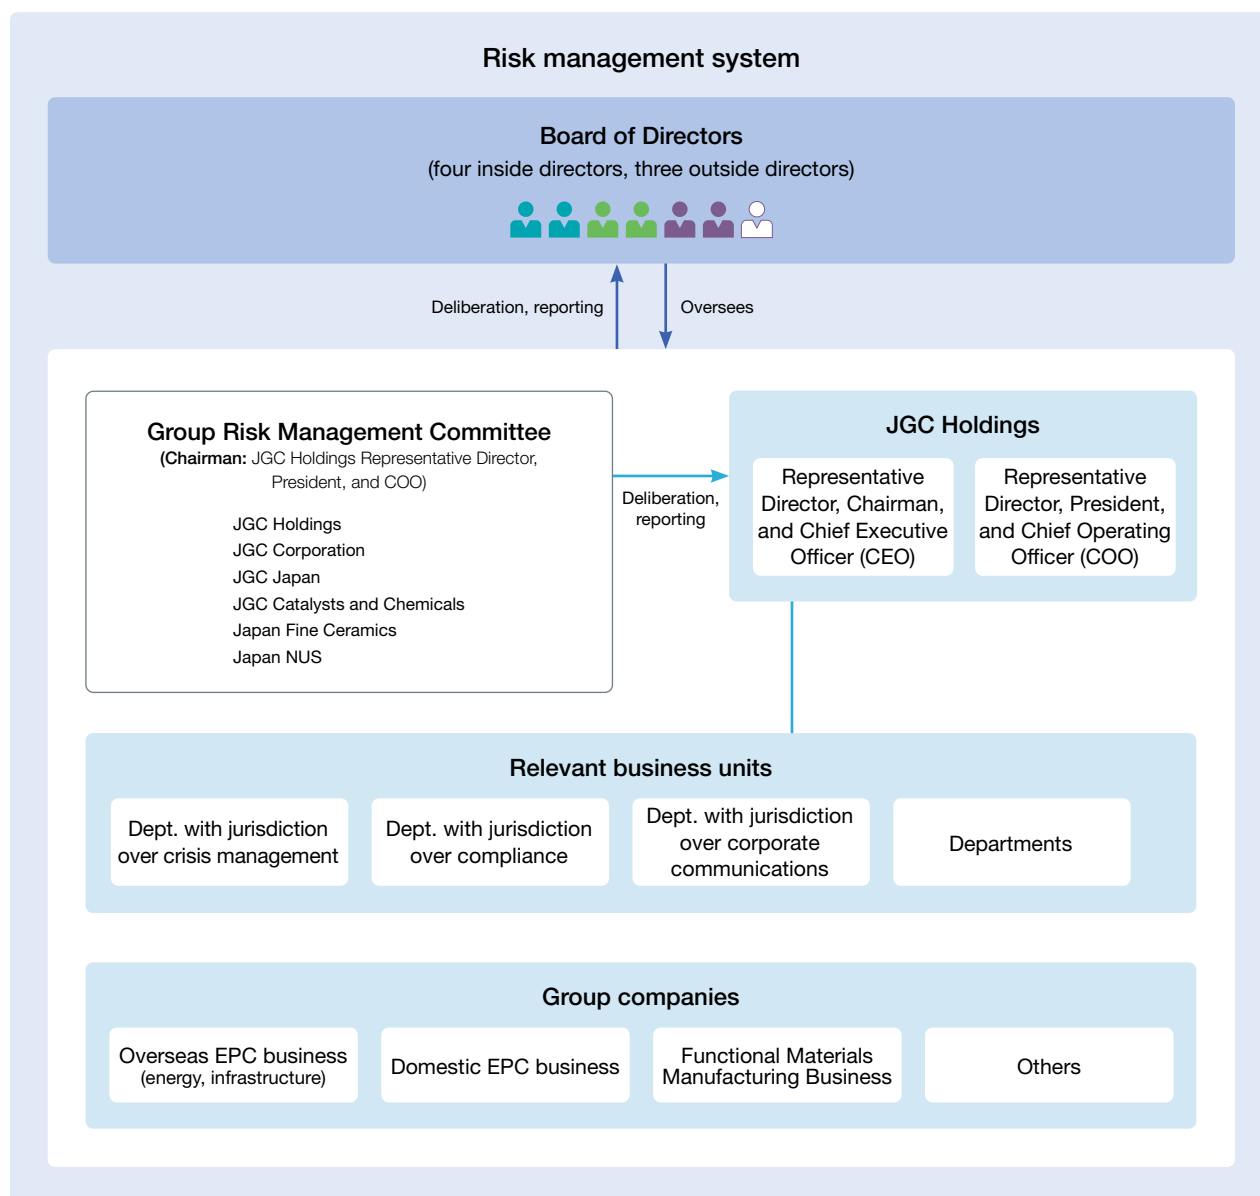 Risk management system
Board of Directors
(four inside directors, three outside directors)
Deliberation, reporting
Oversees
Group Risk Management Committee
(Chairman: JGC Holdings Representative Director,
President, and COO)
JGC Holdings
JGC Corporation
JGC Japan
JGC Catalysts and Chemicals
Japan Fine Ceramics
Japan NUS
Deliberation,
reporting
JGC Holdings
Representative
Director, Chairman,
and Chief Executive
Officer (CEO)
Representative
Director, President,
and Chief Operating
Officer (COO)
Relevant business units
Dept. with jurisdiction
over crisis management
Dept. with jurisdiction
over compliance
Dept. with jurisdiction
over corporate
communications
Departments
Group companies
Overseas EPC business
(energy, infrastructure)
Domestic EPC business
Functional Materials
Manufacturing Business
Others